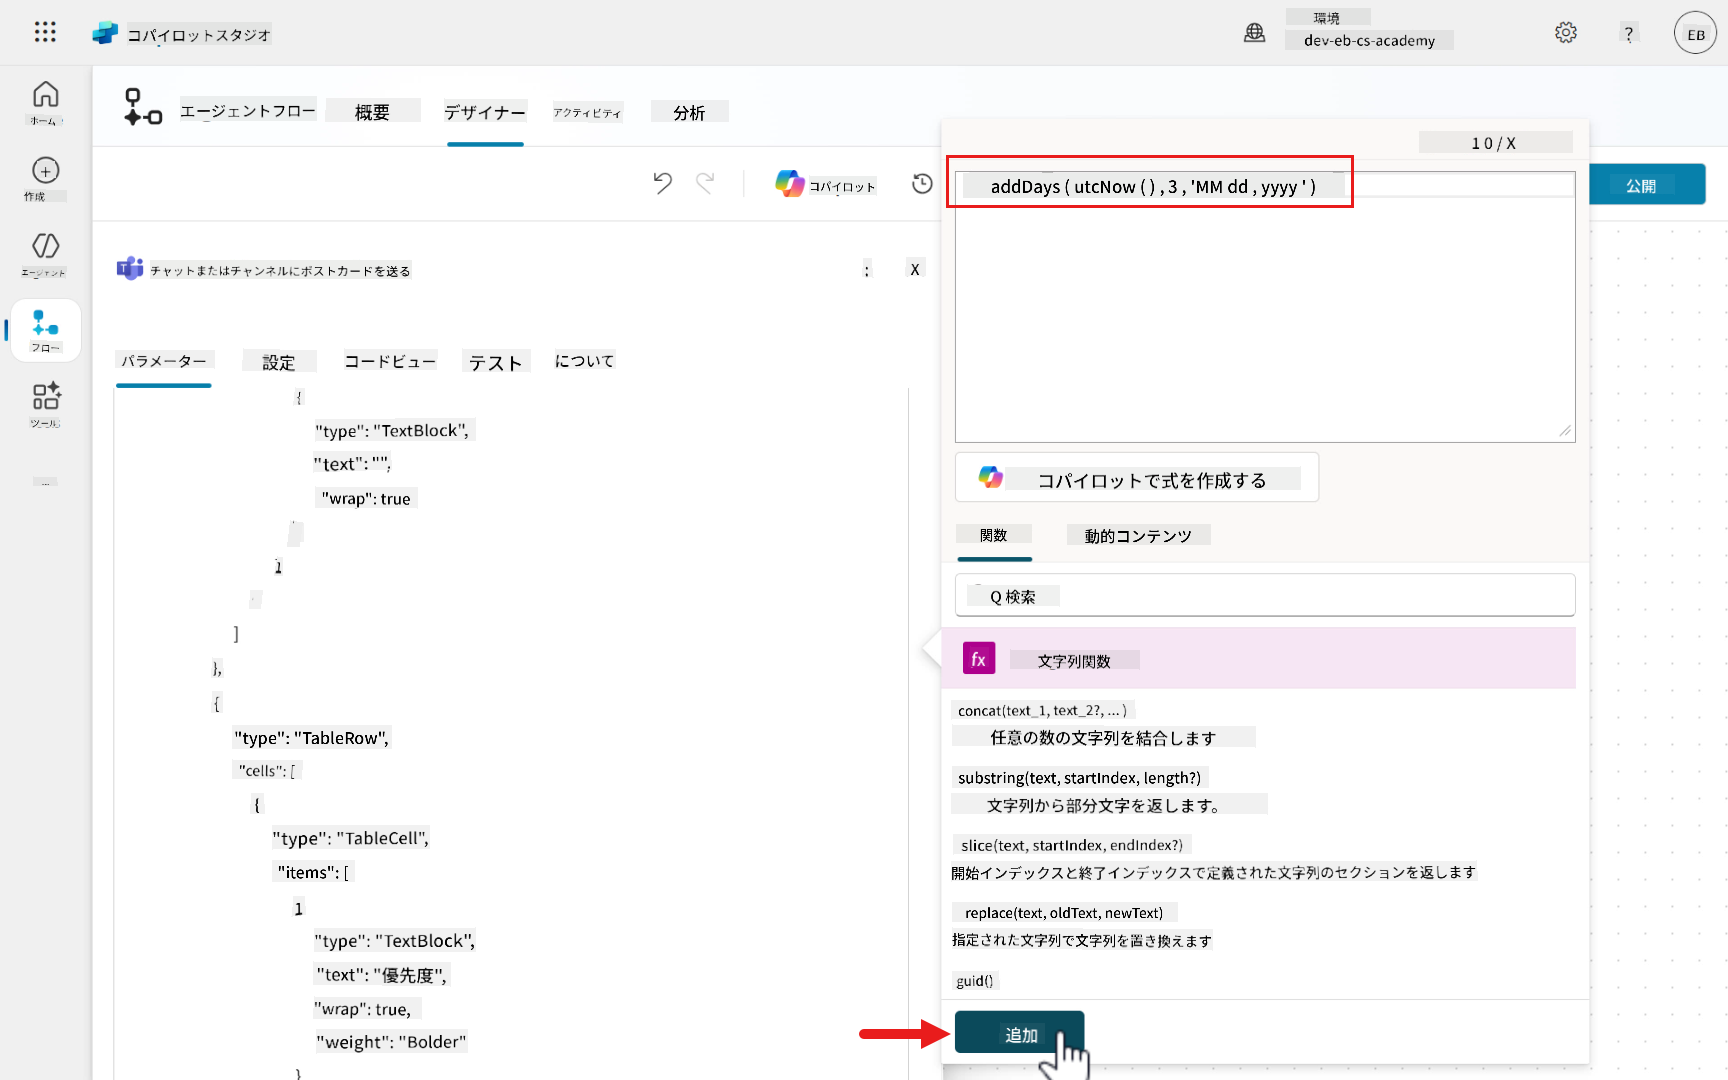 コパイロットスタジオ
環境
dev-eb-cs-academy
?
EB
ホーム
作成
エージェント
フロー
ツール
...
エージェントフロー
概要
デザイナー
アクティビティ
分析
コパイロット
公開
チャットまたはチャンネルにポストカードを送る
:
X
パラメーター
設定
コードビュー
テスト
について
{
"type": "TextBlock",
"text": "",
"wrap": true
]
},
{
"type": "TableRow",
"cells": [
{
"type": "TableCell",
"items": [
1
"type": "TextBlock",
"text": "優先度",
"wrap": true,
"weight": "Bolder"
}
1 0 / X
addDays ( utcNow ( ) , 3 , 'MM dd , yyyy ' )
コパイロットで式を作成する
関数
動的コンテンツ
Q 検索
fx
文字列関数
concat(text_1, text_2?, ... )
任意の数の文字列を結合します
substring(text, startIndex, length?)
文字列から部分文字を返します。
slice(text, startIndex, endIndex?)
開始インデックスと終了インデックスで定義された文字列のセクションを返します
replace(text, oldText, newText)
指定された文字列で文字列を置き換えます
guid()
追加